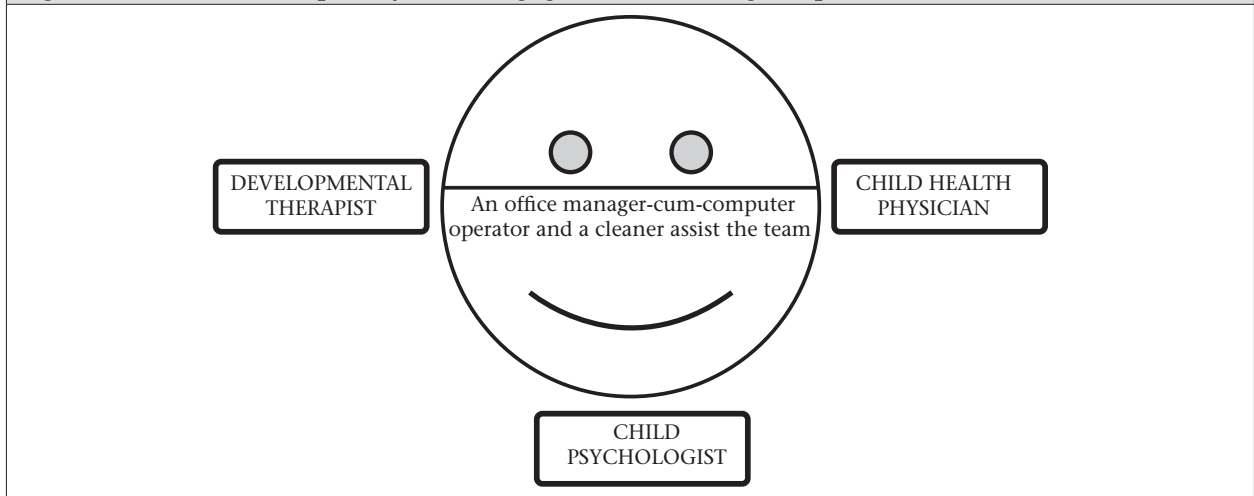 DEVELOPMENTAL
THERAPIST
CHILD HEALTH
PHYSICIAN
An office manager-cum-computer
operator and a cleaner assist the team
CHILD
PSYCHOLOGIST